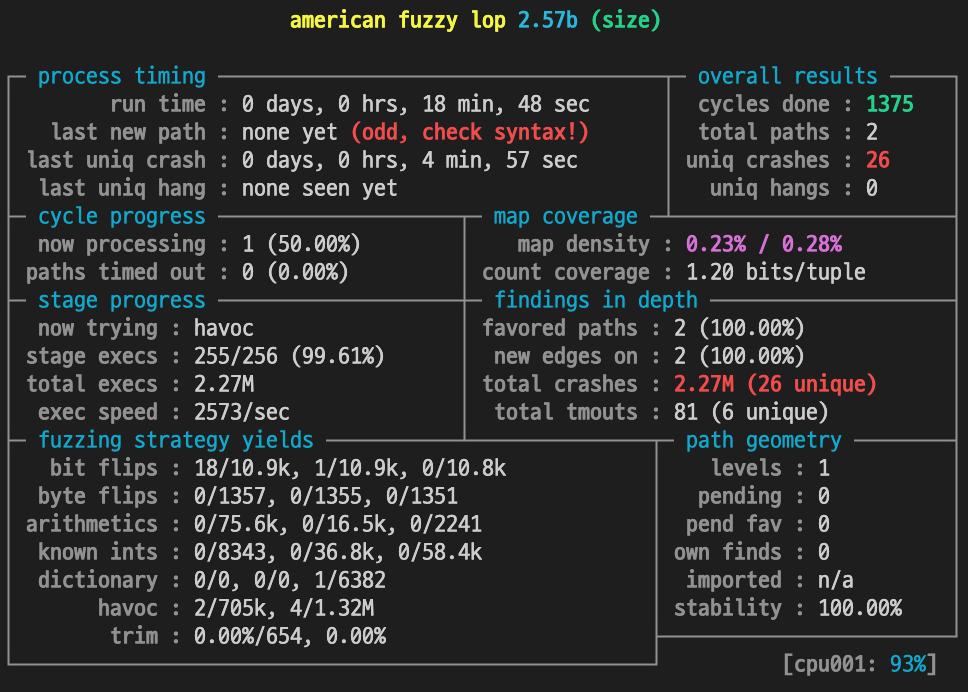 american fuzzy lop 2.57b (size)
process timing
overall results
run time : 0 days, 0 hrs, 18 min, 48 sec
cycles done : 1375
last new path : none yet (odd, check syntax!)
total paths : 2
last uniq crash : 0 days, 0 hrs, 4 min, 57 sec
uniq crashes : 26
last uniq hang : none seen yet
uniq hangs : 0
cycle progress
map coverage
now processing : 1 (50.00%)
map density : 0.23% / 0.28%
paths timed out : 0 (0.00%)
count coverage : 1.20 bits/tuple
stage progress
findings in depth
now trying : havoc
favored paths : 2 (100.00%)
stage execs : 255/256 (99.61%)
new edges on : 2 (100.00%)
total execs : 2.27M
total crashes : 2.27M (26 unique)
exec speed : 2573/sec
total tmouts : 81 (6 unique)
fuzzing strategy yields
path geometry
bit flips : 18/10.9k, 1/10.9k, 0/10.8k
levels : 1
byte flips : 0/1357, 0/1355, 0/1351
pending : 0
arithmetics : 0/75.6k, 0/16.5k, 0/2241
pend fav : 0
known ints : 0/8343, 0/36.8k, 0/58.4k
own finds : 0
dictionary : 0/0, 0/0, 1/6382
imported : n/a
havoc : 2/705k, 4/1.32M
stability : 100.00%
trim : 0.00%/654, 0.00%
[cpu001: 93%]